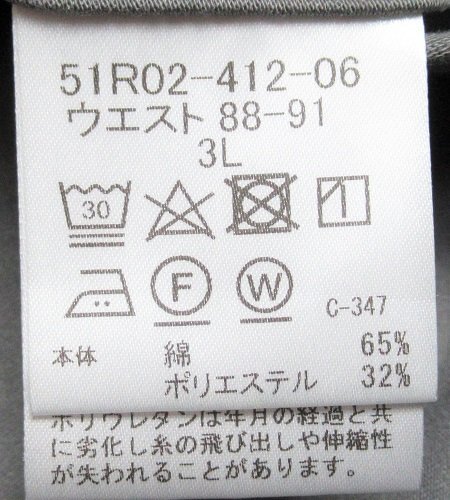 51R02-412-06
ウエスト 88-91
3L
30
F W
C-347
本体 綿 65%
ポリエステル 32%
ポリウレタンは年月の経過と共
に劣化し糸の飛び出しや伸縮性
が失われることがあります。